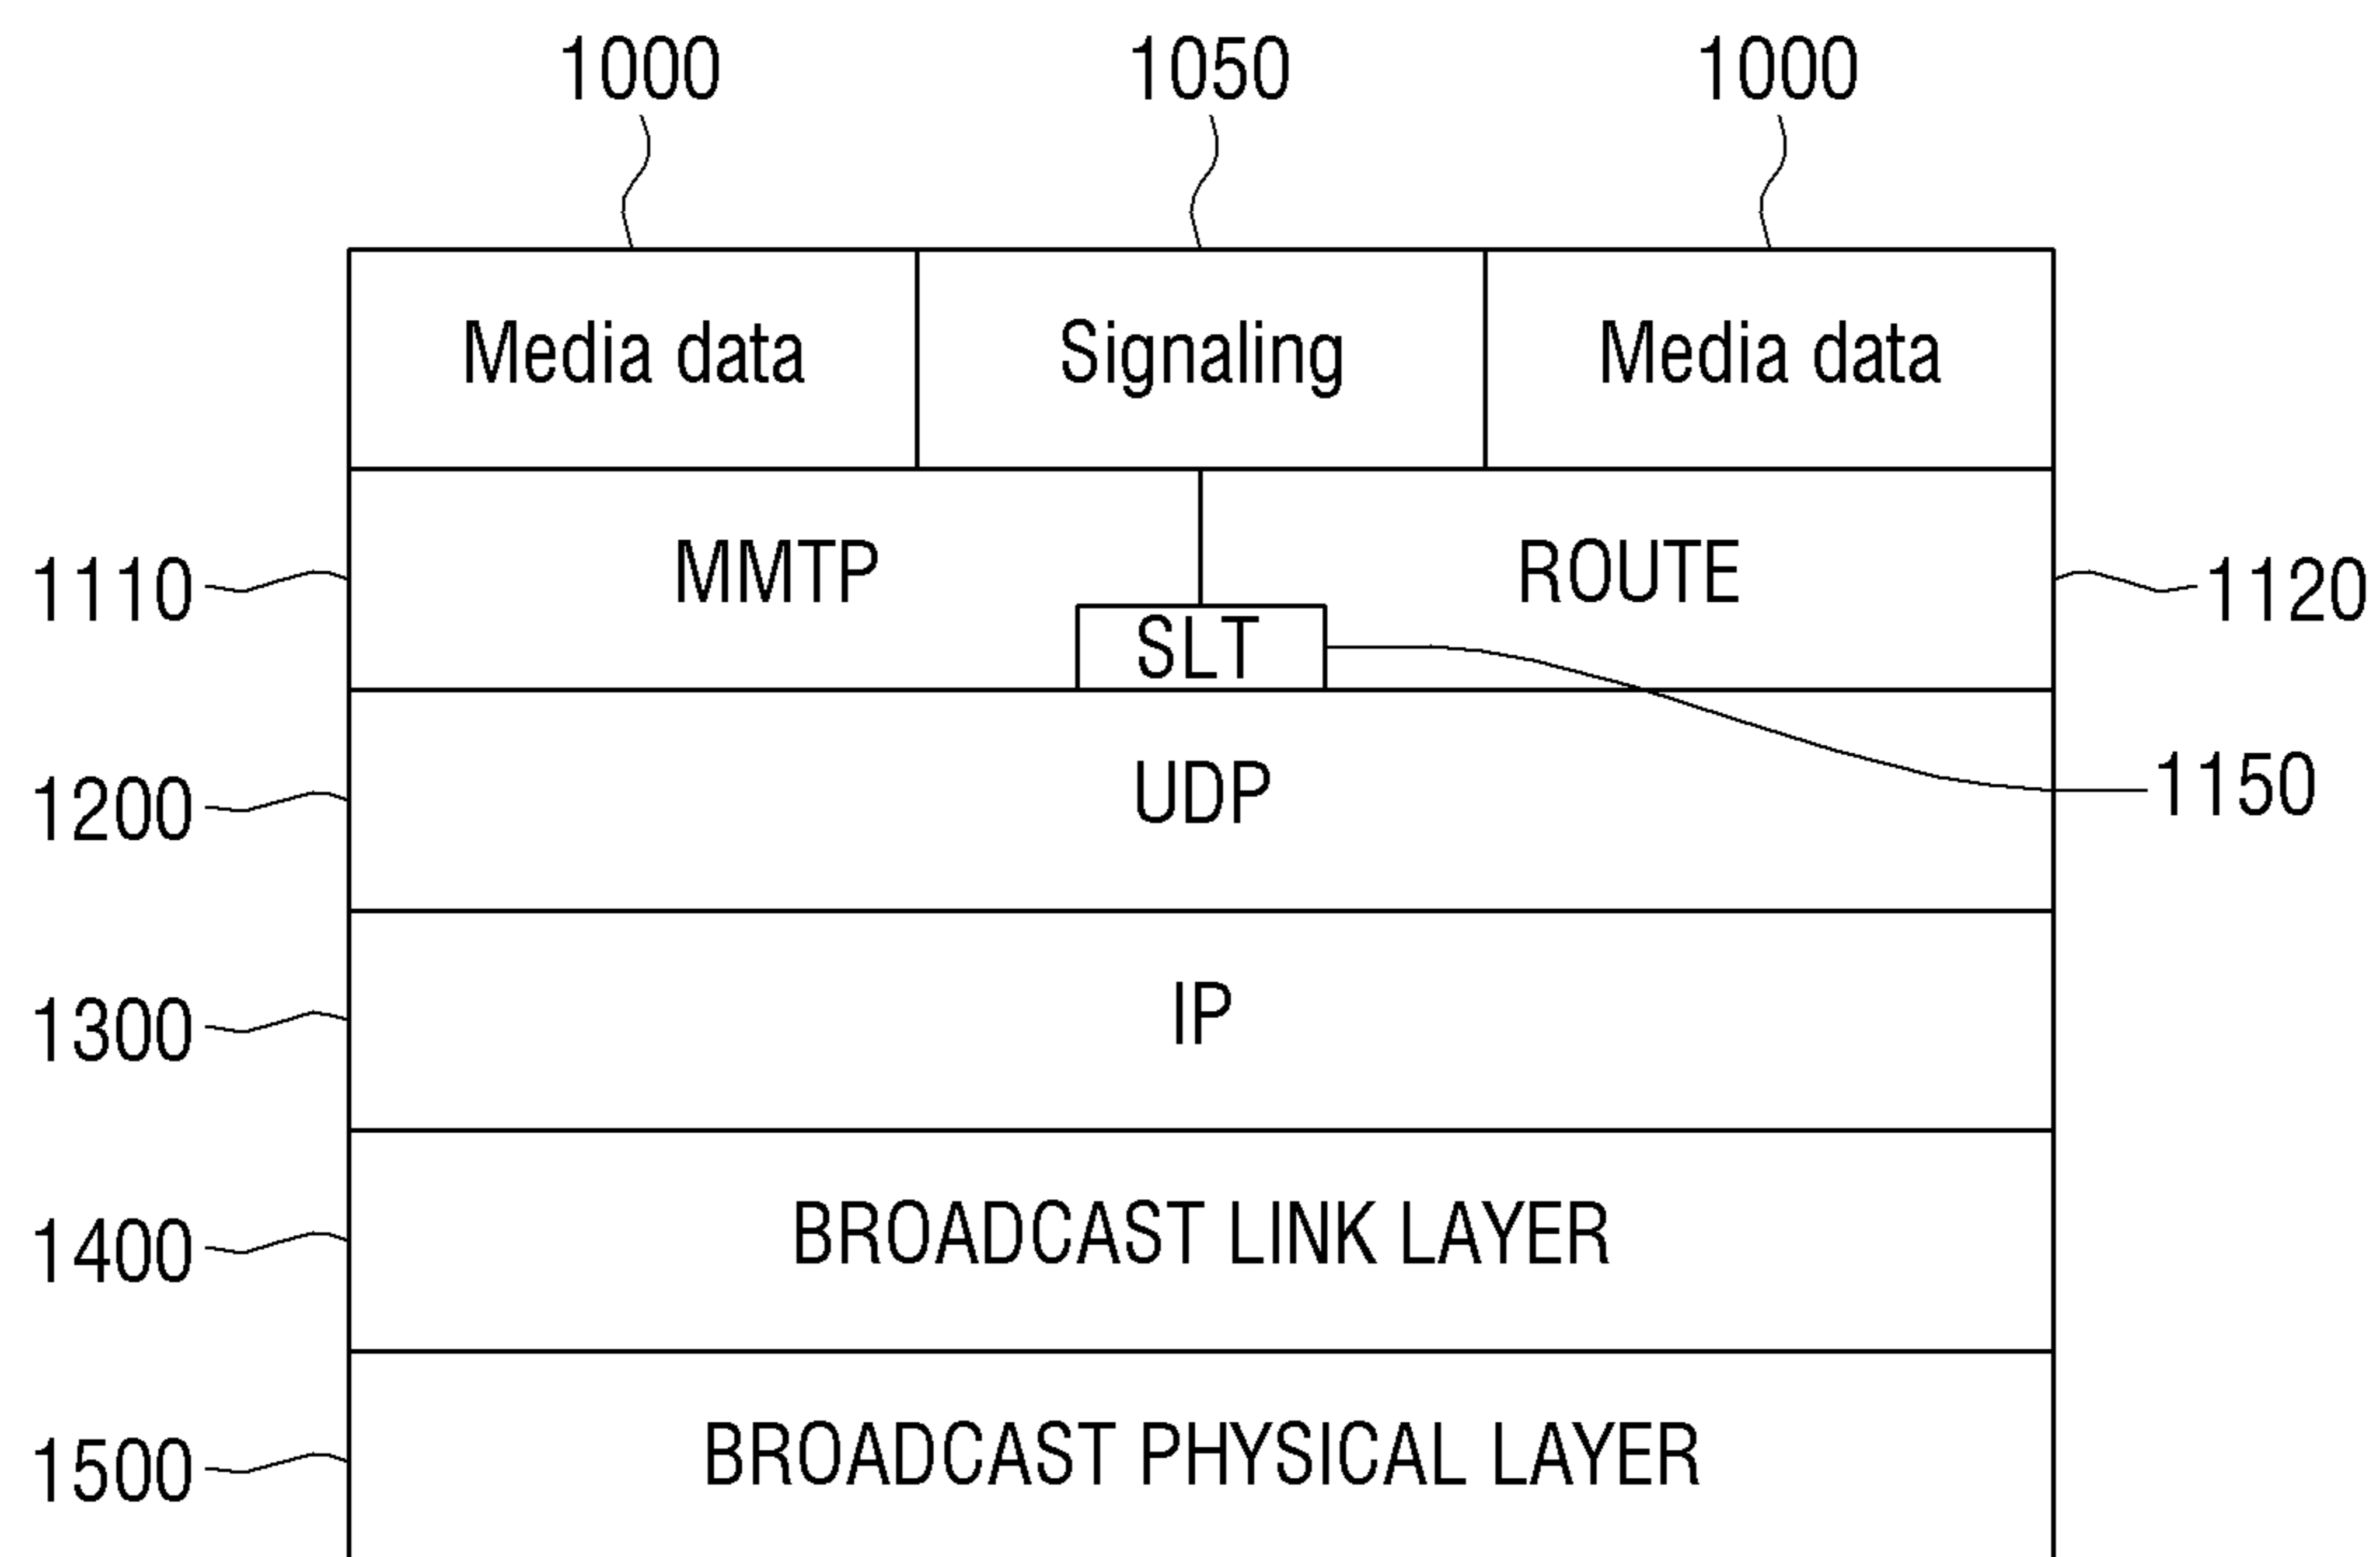 1000 1050 1000
Media data Signaling Media data
1110 MMTP ROUTE 1120
SLT
1200 UDP 1150
1300 IP
1400 BROADCAST LINK LAYER
1500 BROADCAST PHYSICAL LAYER